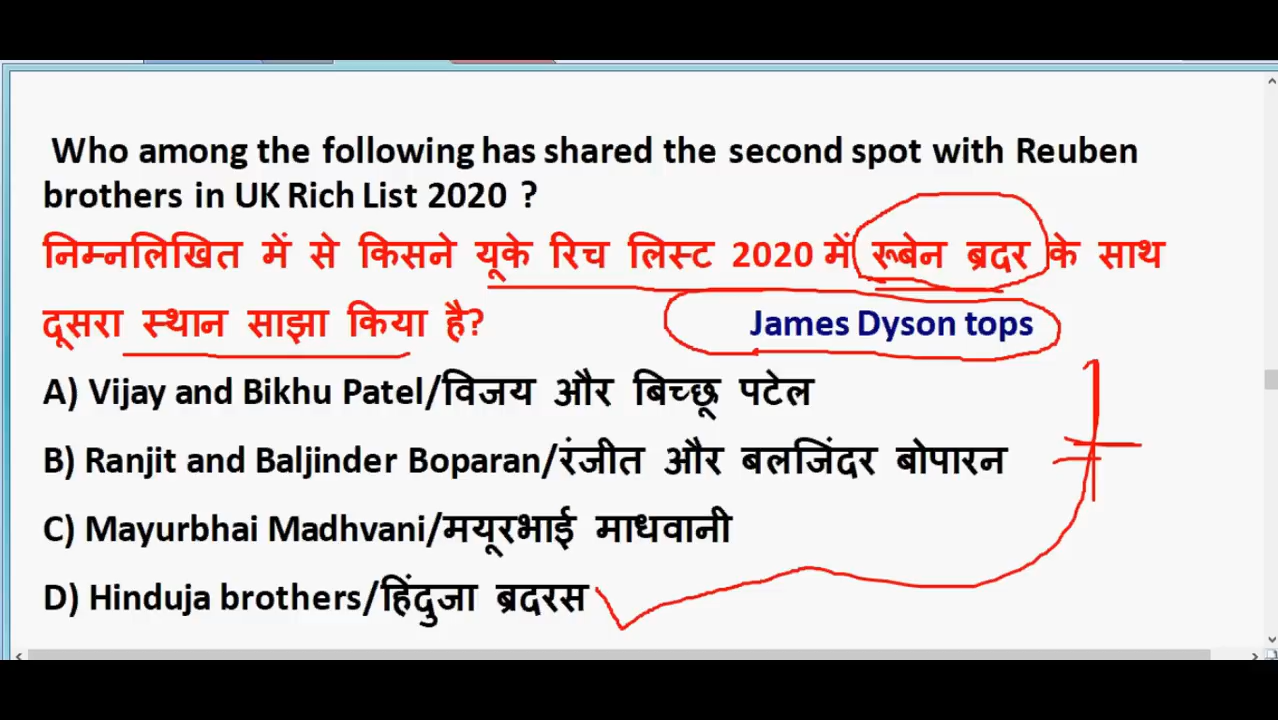 Who among the following has shared the second spot with Reuben
brothers in UK Rich List 2020 ?
निम्नलिखित में से किसने यूके रिच लिस्ट 2020 में रूबेन ब्रदर के साथ
दूसरा स्थान साझा किया है? James Dyson tops
A) Vijay and Bikhu Patel/विजय और बिच्छू पटेल
B) Ranjit and Baljinder Boparan/रंजीत और बलजिंदर बोपारन
C) Mayurbhai Madhvani/मयूरभाई माधवानी
D) Hinduja brothers/हिंदुजा ब्रदरस